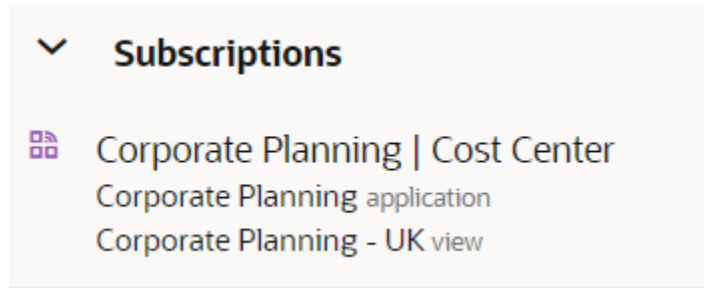 Subscriptions
Corporate Planning | Cost Center
Corporate Planning application
Corporate Planning - UK view